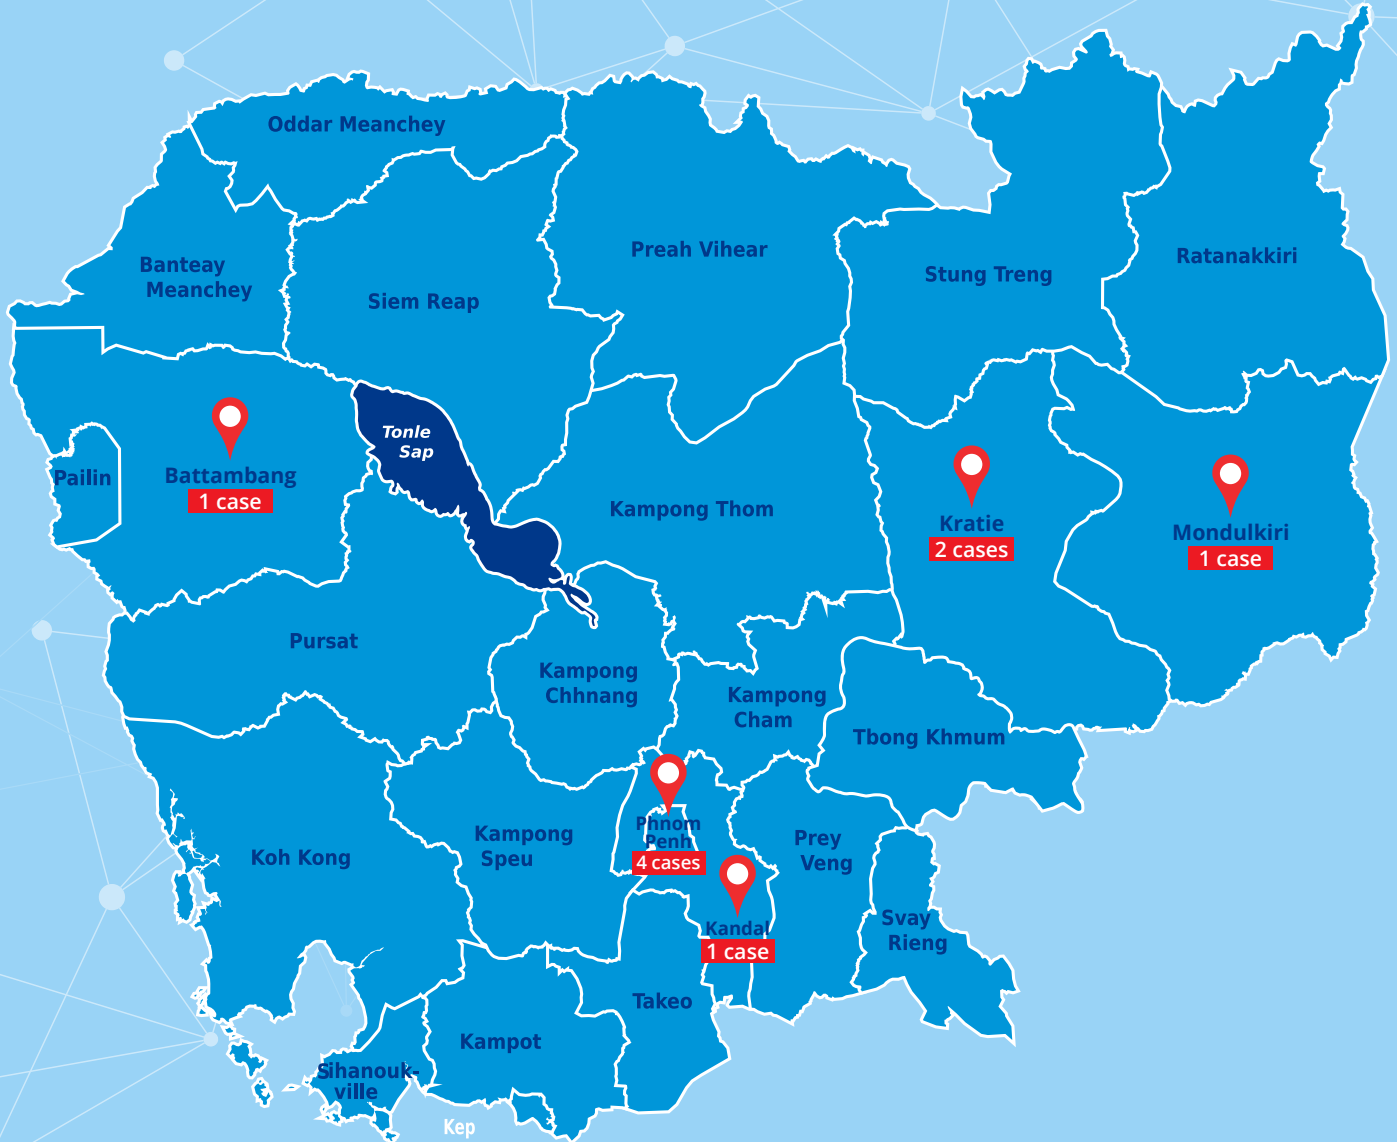 Oddar Meanchey
Banteay
Meanchey
Siem Reap
Preah Vihear
Stung Treng
Ratanakkiri
Tonle
Sap
Pailin
Battambang
1 case
Kampong Thom
Kratie
2 cases
Mondulkiri
1 case
Pursat
Kampong
Chhnang
Kampong
Cham
Tbong Khmum
Koh Kong
Kampong
Speu
Phnom
Penh
4 cases
Prey
Veng
Kandal
1 case
Svay
Rieng
Takeo
Kampot
Sihanouk-
ville
Kep